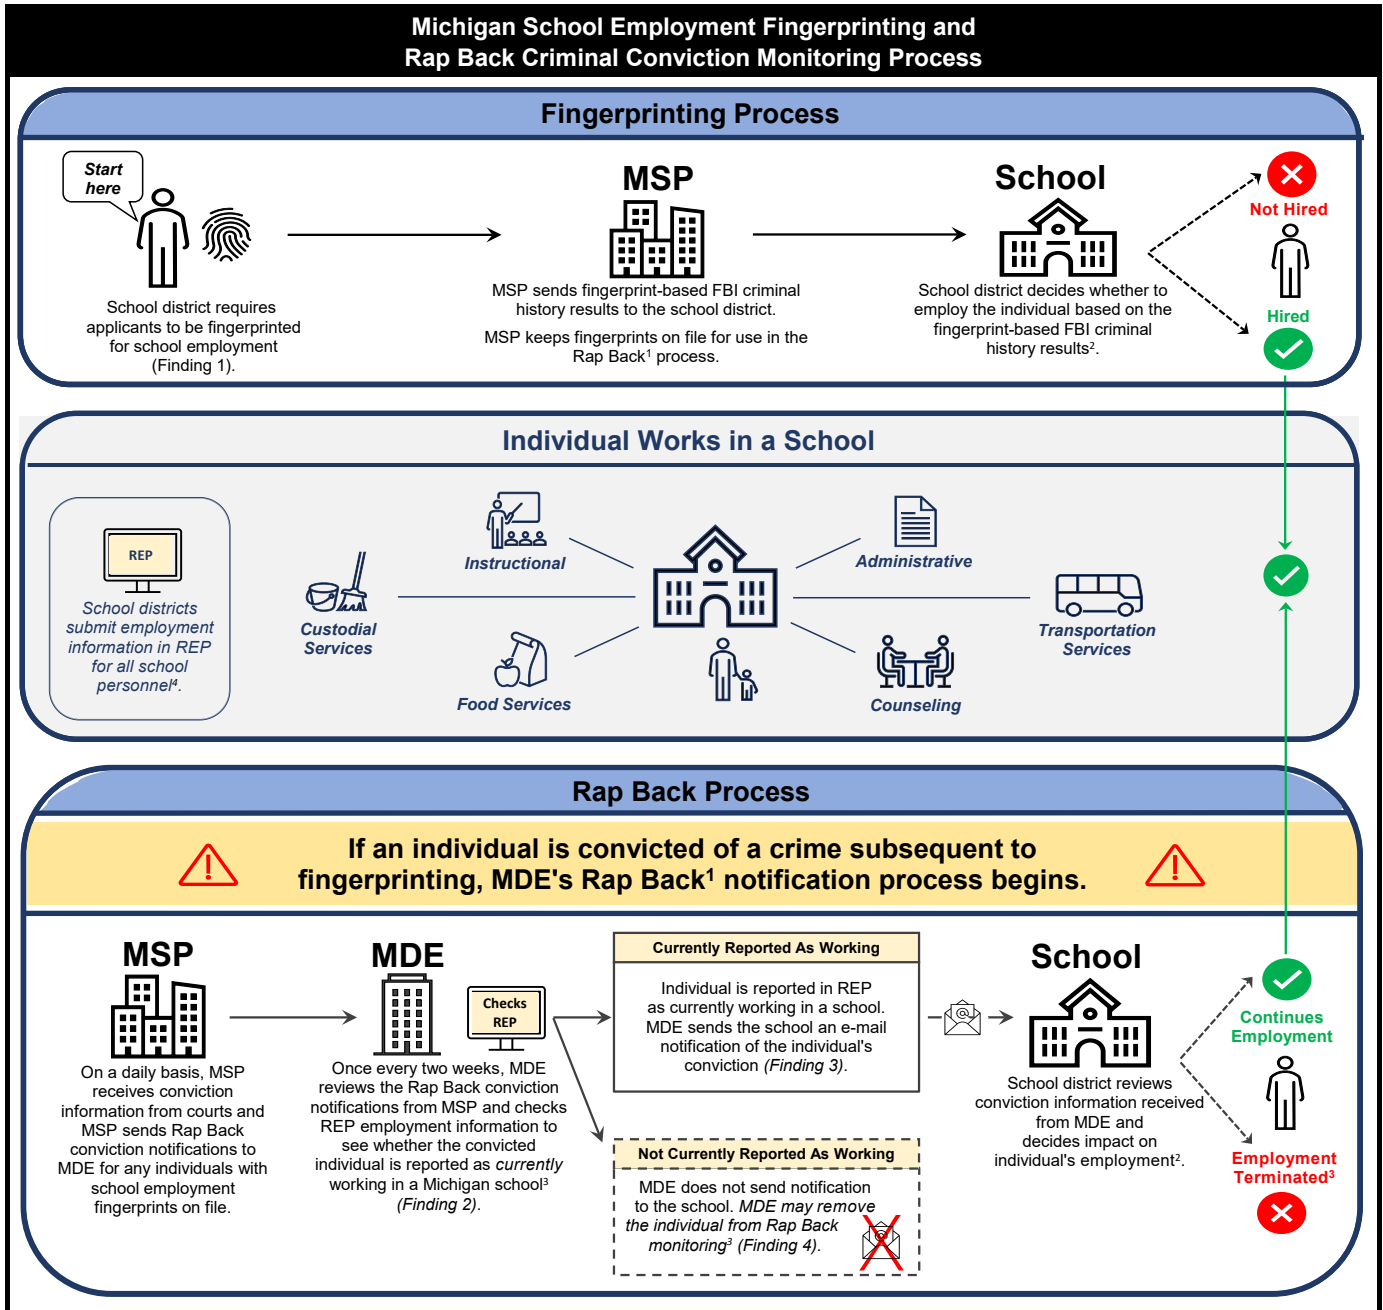 Michigan School Employment Fingerprinting and
Rap Back Criminal Conviction Monitoring Process
Fingerprinting Process
Start
here
School district requires
applicants to be fingerprinted
for school employment
(Finding 1).
MSP
MSP sends fingerprint-based FBI criminal
history results to the school district.
MSP keeps fingerprints on file for use in the
Rap Back¹ process.
School
School district decides whether to
employ the individual based on the
fingerprint-based FBI criminal
history results².
Not Hired
Hired
Individual Works in a School
REP
School districts
submit employment
information in REP
for all school
personnel⁴.
Custodial
Services
Instructional
Food Services
Administrative
Transportation
Services
Counseling
Rap Back Process
If an individual is convicted of a crime subsequent to
fingerprinting, MDE's Rap Back¹ notification process begins.
MSP
On a daily basis, MSP
receives conviction
information from courts and
MSP sends Rap Back
conviction notifications to
MDE for any individuals with
school employment
fingerprints on file.
MDE
Checks
REP
Once every two weeks, MDE
reviews the Rap Back conviction
notifications from MSP and checks
REP employment information to
see whether the convicted
individual is reported as currently
working in a Michigan school³
(Finding 2).
Currently Reported As Working
Individual is reported in REP
as currently working in a school.
MDE sends the school an e-mail
notification of the individual's
conviction (Finding 3).
Not Currently Reported As Working
MDE does not send notification
to the school. MDE may remove
the individual from Rap Back
monitoring³ (Finding 4).
School
School district reviews
conviction information received
from MDE and
decides impact on
individual's employment².
Continues
Employment
Employment
Terminated³